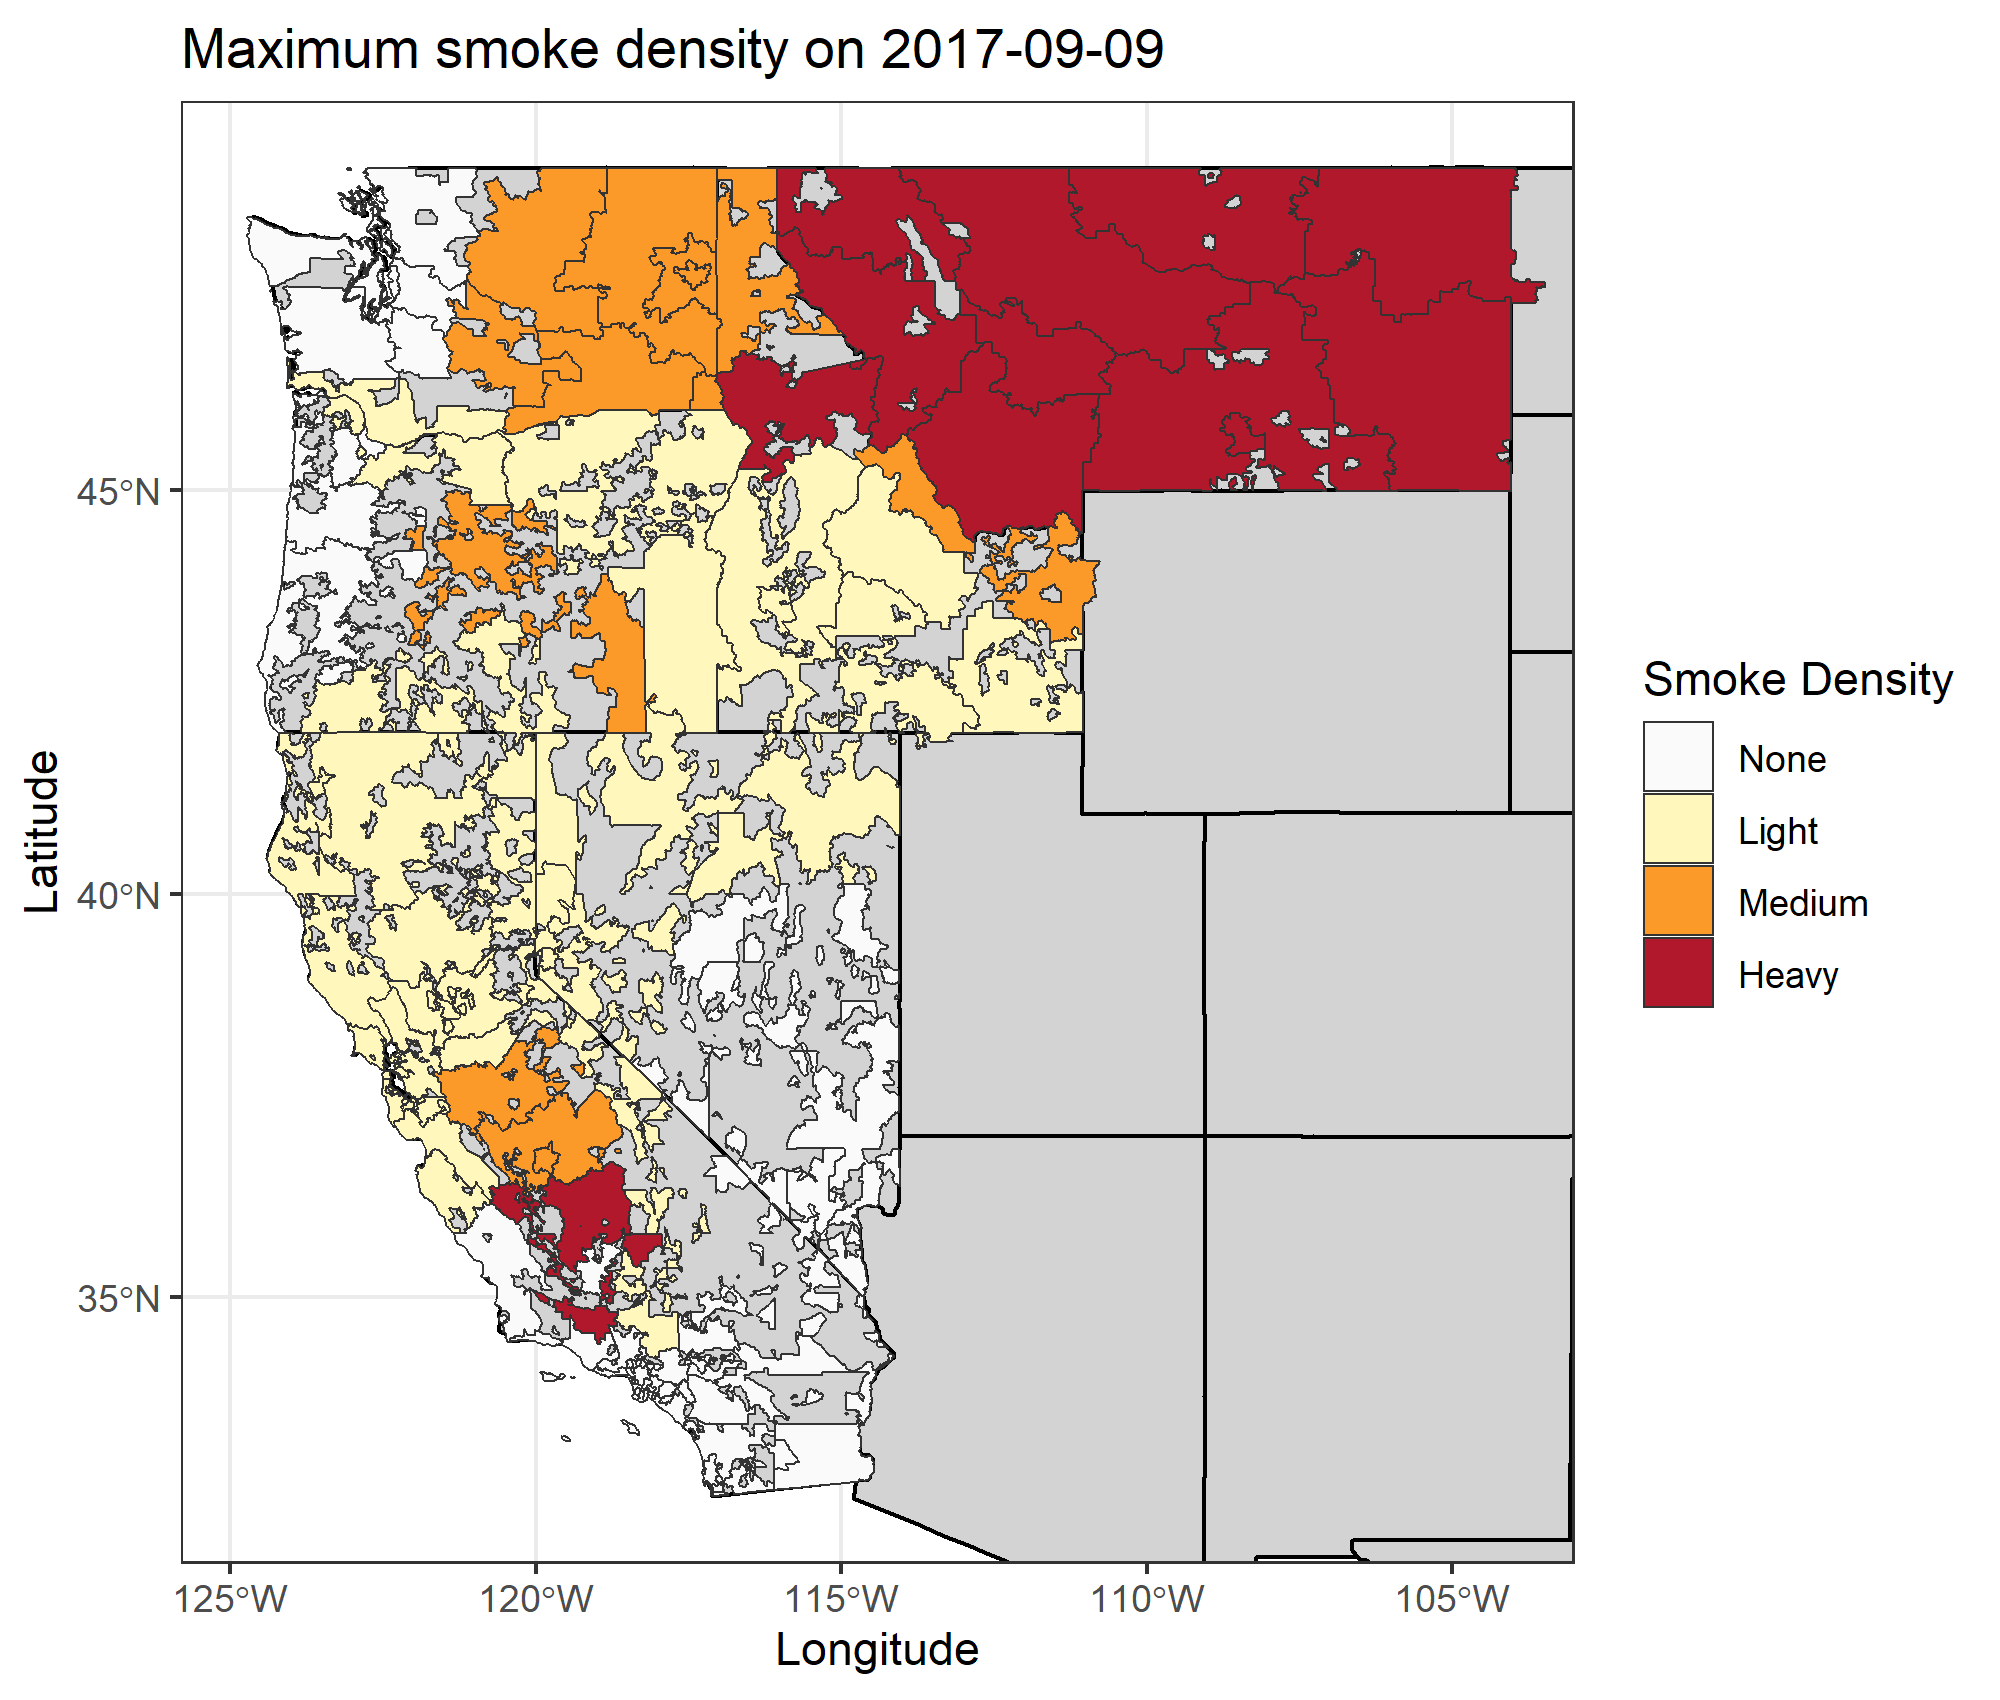 Maximum smoke density on 2017-09-09
Latitude
45°N
40°N
35°N
125°W
120°W
115°W
110°W
105°W
Longitude
Smoke Density
None
Light
Medium
Heavy